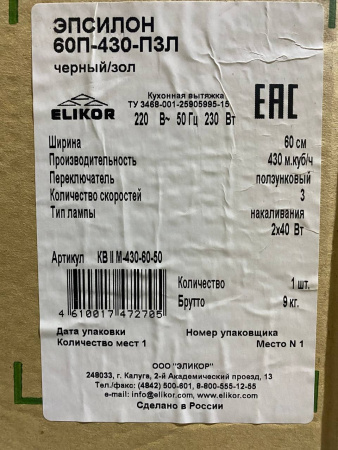 ЭПСИЛОН
60П-430-П3Л
черный/зол
ELIKOR
Кухонная вытяжка
ТУ 3468-001-25905995-15
220 В~ 50 Гц 230 Вт
EAC
Ширина 60 см
Производительность 430 м.куб/ч
Переключатель ползунковый
Количество скоростей 3
Тип лампы накаливания
2x40 Вт
Артикул КВ II М-430-60-50
4 610017 472705
Количество 1 шт.
Брутто 9 кг.
Дата упаковки Номер упаковщика
Количество мест 1 Место N 1
ООО "ЭЛИКОР"
248033, г. Калуга, 2-й Академический проезд, 13
Тел./факс: (4842) 500-601, 8-800-555-12-55
e-mail: info@elikor.com, www.elikor.com
Сделано в России